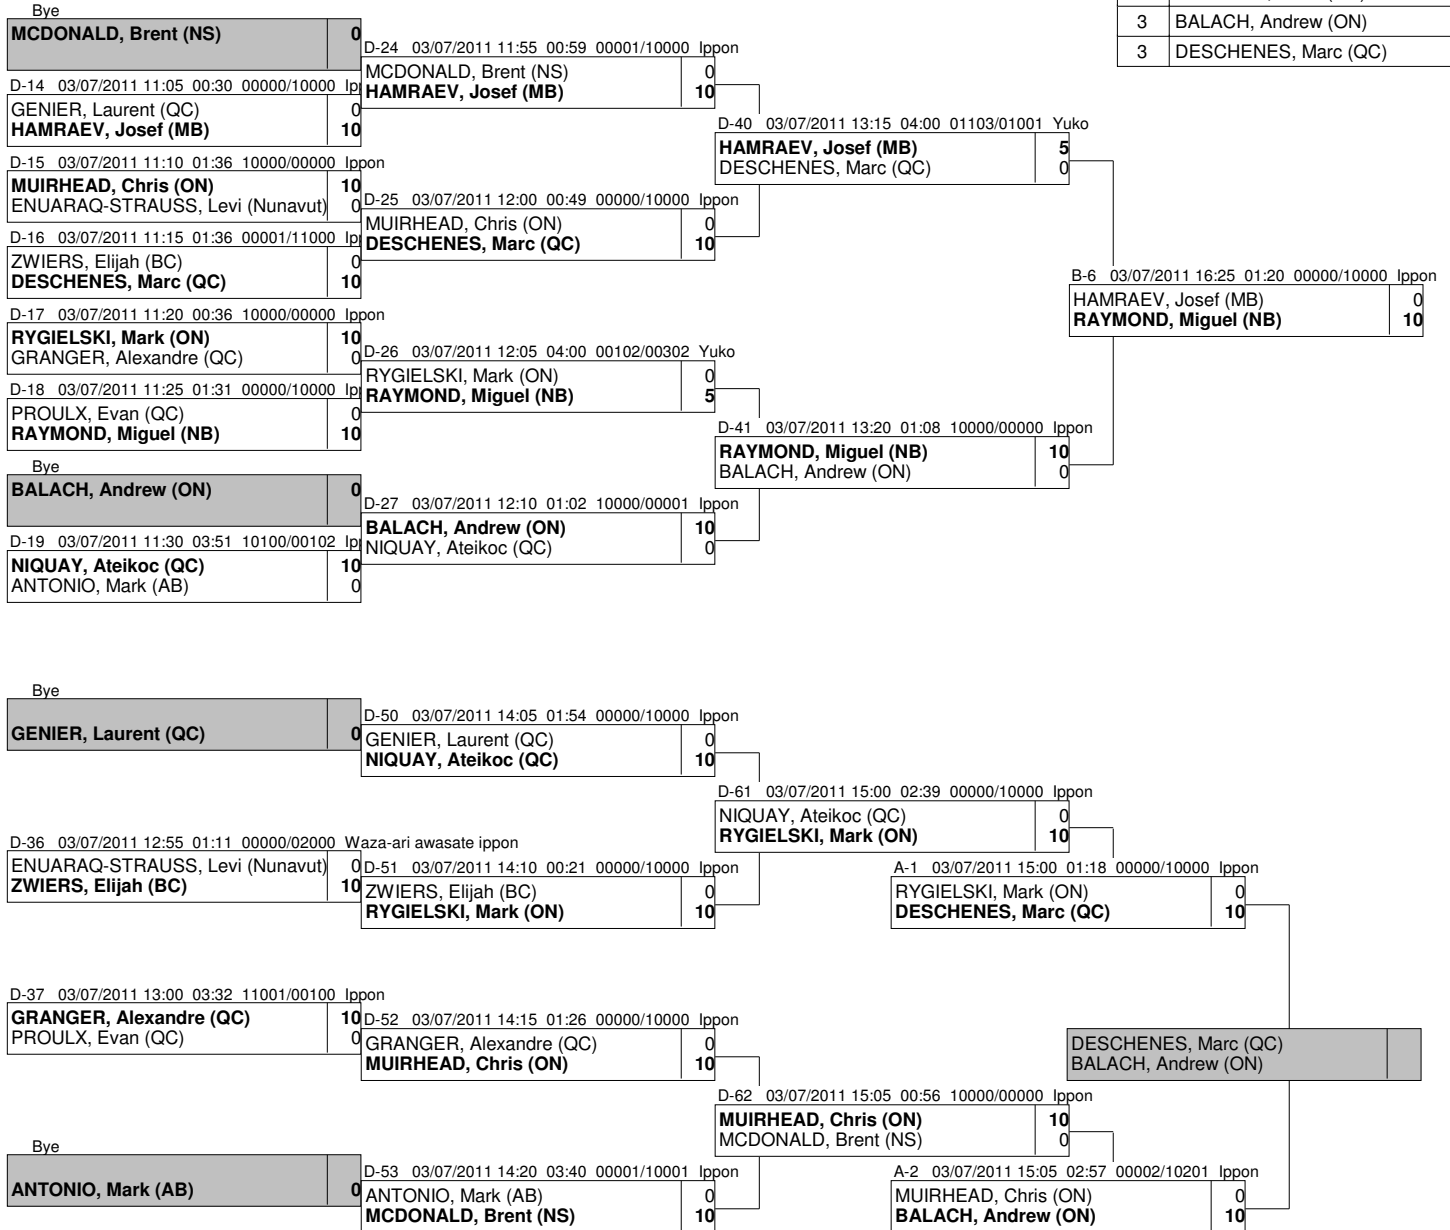 3 BALACH, Andrew (ON)
3 DESCHENES, Marc (QC)
Bye
MCDONALD, Brent (NS) 0
D-14 03/07/2011 11:05 00:30 00000/10000 Ip
GENIER, Laurent (QC) 0
HAMRAEV, Josef (MB) 10
D-15 03/07/2011 11:10 01:36 10000/00000 Ippon
MUIRHEAD, Chris (ON) 10
ENUARAQ-STRAUSS, Levi (Nunavut) 0
D-16 03/07/2011 11:15 01:36 00001/11000 Ip
ZWIERS, Elijah (BC) 0
DESCHENES, Marc (QC) 10
D-17 03/07/2011 11:20 00:36 10000/00000 Ippon
RYGIELSKI, Mark (ON) 10
GRANGER, Alexandre (QC) 0
D-18 03/07/2011 11:25 01:31 00000/10000 Ip
PROULX, Evan (QC) 0
RAYMOND, Miguel (NB) 10
Bye
BALACH, Andrew (ON) 0
D-19 03/07/2011 11:30 03:51 10100/00102 Ip
NIQUAY, Ateikoc (QC) 10
ANTONIO, Mark (AB) 0
D-24 03/07/2011 11:55 00:59 00001/10000 Ippon
MCDONALD, Brent (NS) 0
HAMRAEV, Josef (MB) 10
D-25 03/07/2011 12:00 00:49 00000/10000 Ippon
MUIRHEAD, Chris (ON) 0
DESCHENES, Marc (QC) 10
D-26 03/07/2011 12:05 04:00 00102/00302 Yuko
RYGIELSKI, Mark (ON) 0
RAYMOND, Miguel (NB) 5
D-27 03/07/2011 12:10 01:02 10000/00001 Ippon
BALACH, Andrew (ON) 10
NIQUAY, Ateikoc (QC) 0
D-40 03/07/2011 13:15 04:00 01103/01001 Yuko
HAMRAEV, Josef (MB) 5
DESCHENES, Marc (QC) 0
D-41 03/07/2011 13:20 01:08 10000/00000 Ippon
RAYMOND, Miguel (NB) 10
BALACH, Andrew (ON) 0
B-6 03/07/2011 16:25 01:20 00000/10000 Ippon
HAMRAEV, Josef (MB) 0
RAYMOND, Miguel (NB) 10
Bye
GENIER, Laurent (QC) 0
D-36 03/07/2011 12:55 01:11 00000/02000 Waza-ari awasate ippon
ENUARAQ-STRAUSS, Levi (Nunavut) 0
ZWIERS, Elijah (BC) 10
D-37 03/07/2011 13:00 03:32 11001/00100 Ippon
GRANGER, Alexandre (QC) 10
PROULX, Evan (QC) 0
Bye
ANTONIO, Mark (AB) 0
D-50 03/07/2011 14:05 01:54 00000/10000 Ippon
GENIER, Laurent (QC) 0
NIQUAY, Ateikoc (QC) 10
D-51 03/07/2011 14:10 00:21 00000/10000 Ippon
ZWIERS, Elijah (BC) 0
RYGIELSKI, Mark (ON) 10
D-52 03/07/2011 14:15 01:26 00000/10000 Ippon
GRANGER, Alexandre (QC) 0
MUIRHEAD, Chris (ON) 10
D-53 03/07/2011 14:20 03:40 00001/10001 Ippon
ANTONIO, Mark (AB) 0
MCDONALD, Brent (NS) 10
D-61 03/07/2011 15:00 02:39 00000/10000 Ippon
NIQUAY, Ateikoc (QC) 0
RYGIELSKI, Mark (ON) 10
D-62 03/07/2011 15:05 00:56 10000/00000 Ippon
MUIRHEAD, Chris (ON) 10
MCDONALD, Brent (NS) 0
A-1 03/07/2011 15:00 01:18 00000/10000 Ippon
RYGIELSKI, Mark (ON) 0
DESCHENES, Marc (QC) 10
A-2 03/07/2011 15:05 02:57 00002/10201 Ippon
MUIRHEAD, Chris (ON) 0
BALACH, Andrew (ON) 10
DESCHENES, Marc (QC)
BALACH, Andrew (ON)